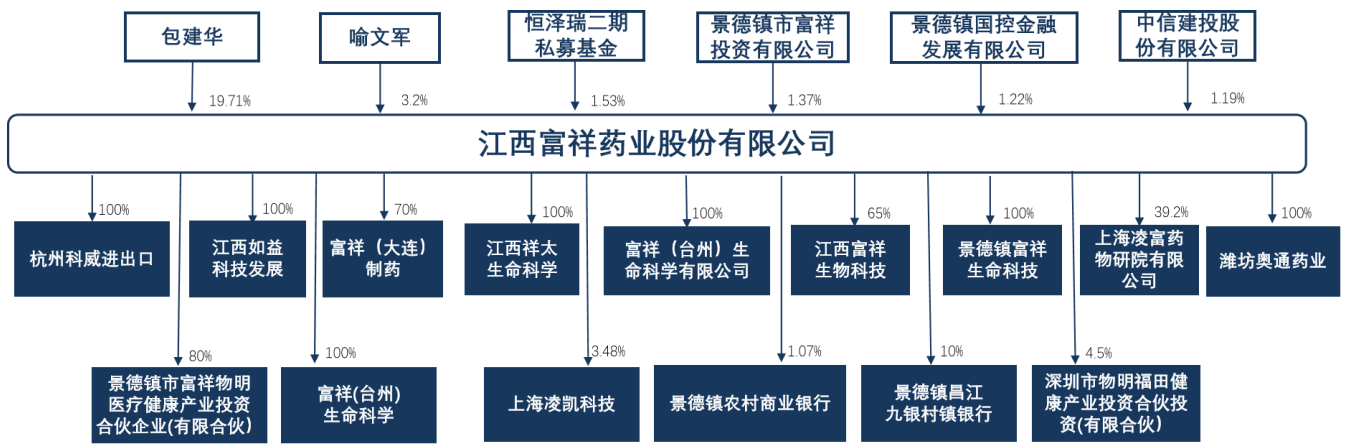 包建华
喻文军
恒泽瑞二期
私募基金
景德镇市富祥
投资有限公司
景德镇国控金融
发展有限公司
中信建投股
份有限公司
19.71%
3.2%
1.53%
1.37%
1.22%
1.19%
江西富祥药业股份有限公司
100%
100%
70%
100%
100%
65%
100%
39.2%
100%
杭州科威进出口
江西如益
科技发展
富祥（大连）
制药
江西祥太
生命科学
富祥（台州）生
命科学有限公司
江西富祥
生物科技
景德镇富祥
生命科技
上海凌富药
物研院有限
公司
潍坊奥通药业
80%
100%
3.48%
1.07%
10%
4.5%
景德镇市富祥物明
医疗健康产业投资
合伙企业(有限合伙)
富祥(台州)
生命科学
上海凌凯科技
景德镇农村商业银行
景德镇昌江
九银村镇银行
深圳市物明福田健
康产业投资合伙投
资(有限合伙)